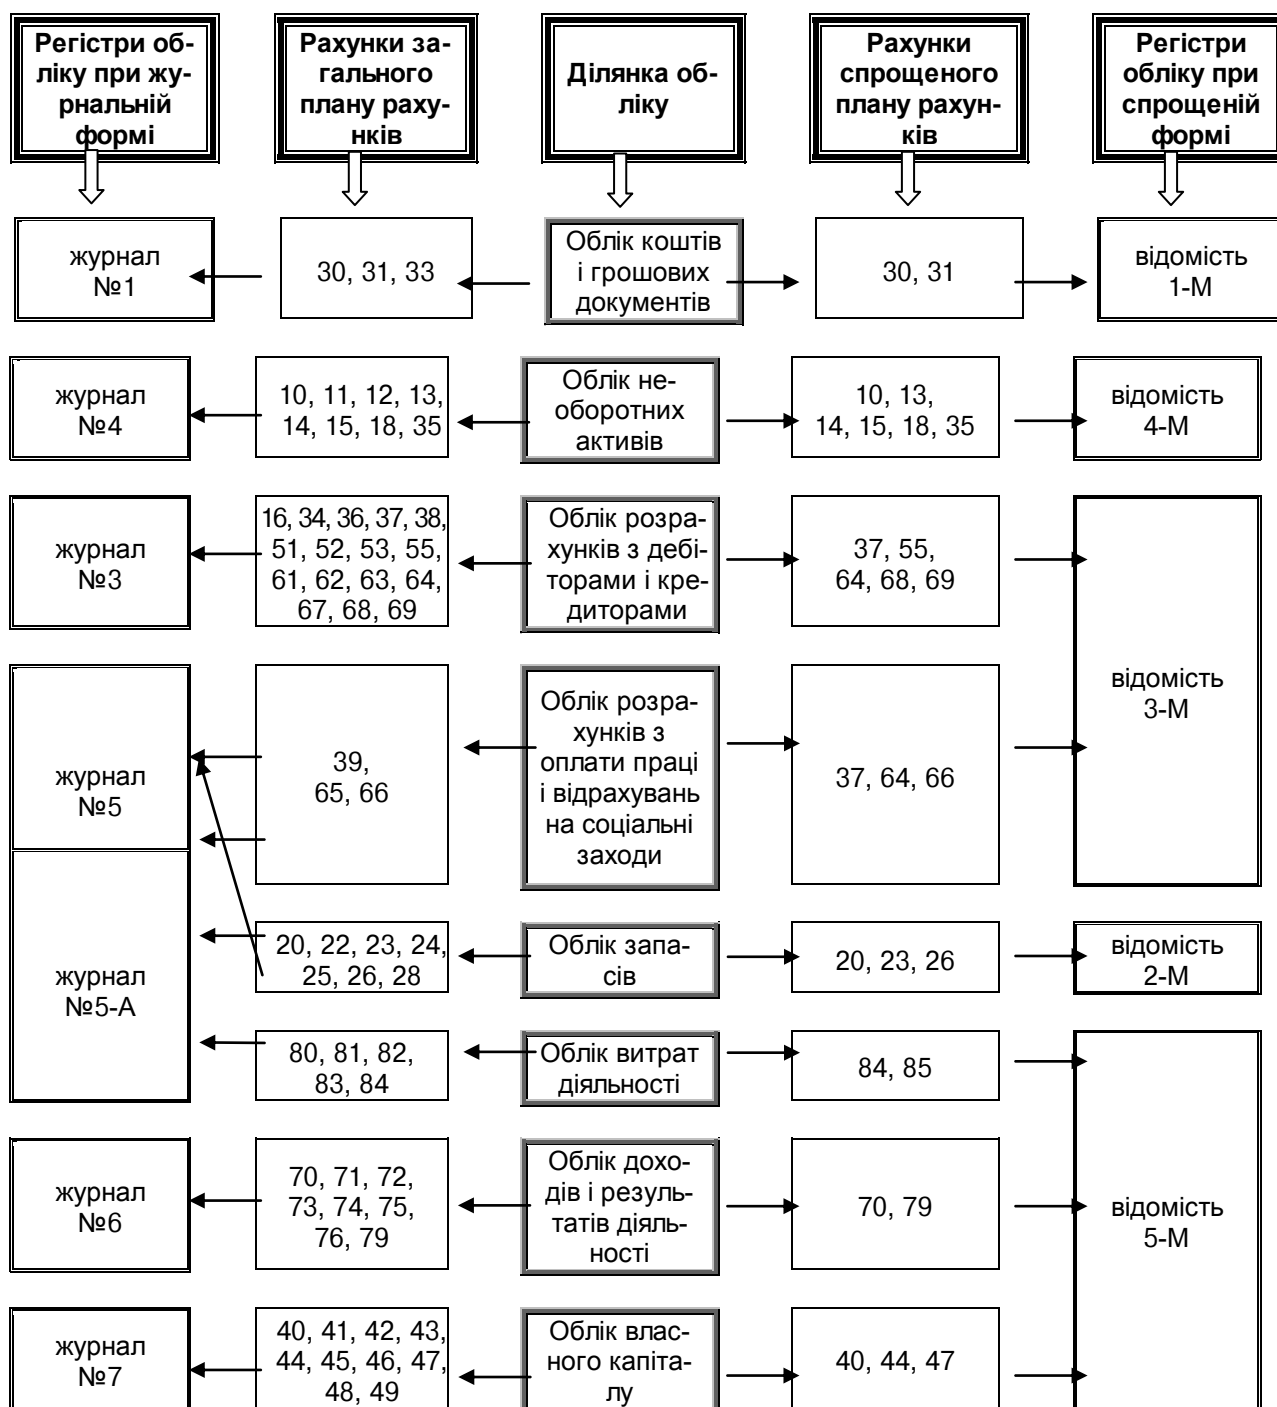 Регістри об-
ліку при жу-
рнальній
формі
Рахунки за-
гального
плану раху-
нків
Ділянка об-
ліку
Рахунки
спрощеного
плану рахун-
ків
Регістри
обліку при
спрощеній
формі
журнал
№1
30, 31, 33
Облік коштів
і грошових
документів
30, 31
відомість
1-М
журнал
№4
10, 11, 12, 13,
14, 15, 18, 35
Облік не-
оборотних
активів
10, 13,
14, 15, 18, 35
відомість
4-М
журнал
№3
16, 34, 36, 37, 38,
51, 52, 53, 55,
61, 62, 63, 64,
67, 68, 69
Облік розра-
хунків з дебі-
торами і кре-
диторами
37, 55,
64, 68, 69
відомість
3-М
журнал
№5
39,
65, 66
Облік розра-
хунків з
оплати праці
і відрахувань
на соціальні
заходи
37, 64, 66
журнал
№5-А
20, 22, 23, 24,
25, 26, 28
Облік запа-
сів
20, 23, 26
відомість
2-М
80, 81, 82,
83, 84
Облік витрат
діяльності
84, 85
відомість
5-М
журнал
№6
70, 71, 72,
73, 74, 75,
76, 79
Облік дохо-
дів і резуль-
татів діяль-
ності
70, 79
журнал
№7
40, 41, 42, 43,
44, 45, 46, 47,
48, 49
Облік влас-
ного капіта-
лу
40, 44, 47